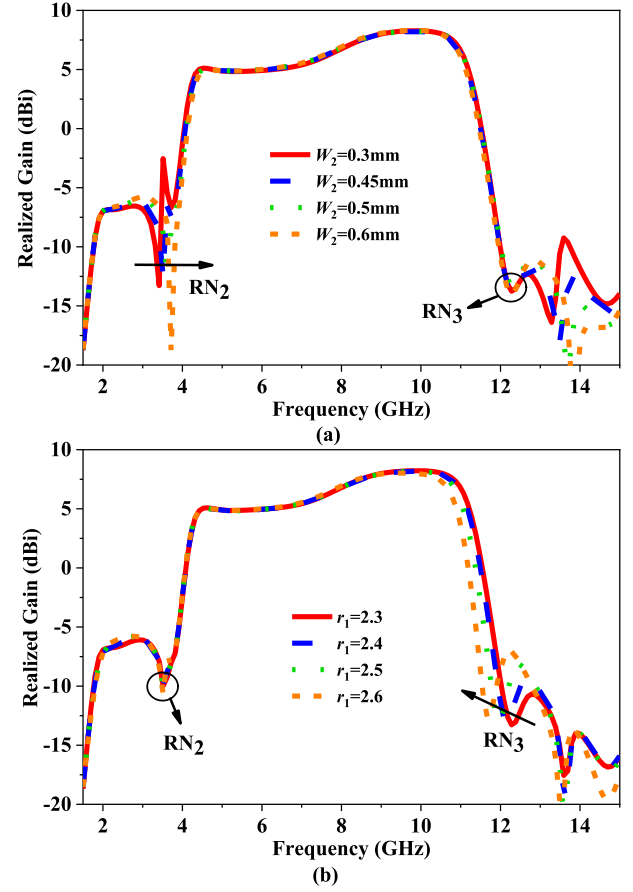 10
5
0
-5
-10
-15
-20
Realized Gain (dBi)
W2=0.3mm
W2=0.45mm
W2=0.5mm
W2=0.6mm
RN2
RN3
2 4 6 8 10 12 14
Frequency (GHz)
(a)
10
5
0
-5
-10
-15
-20
Realized Gain (dBi)
r1=2.3
r1=2.4
r1=2.5
r1=2.6
RN2
RN3
2 4 6 8 10 12 14
Frequency (GHz)
(b)